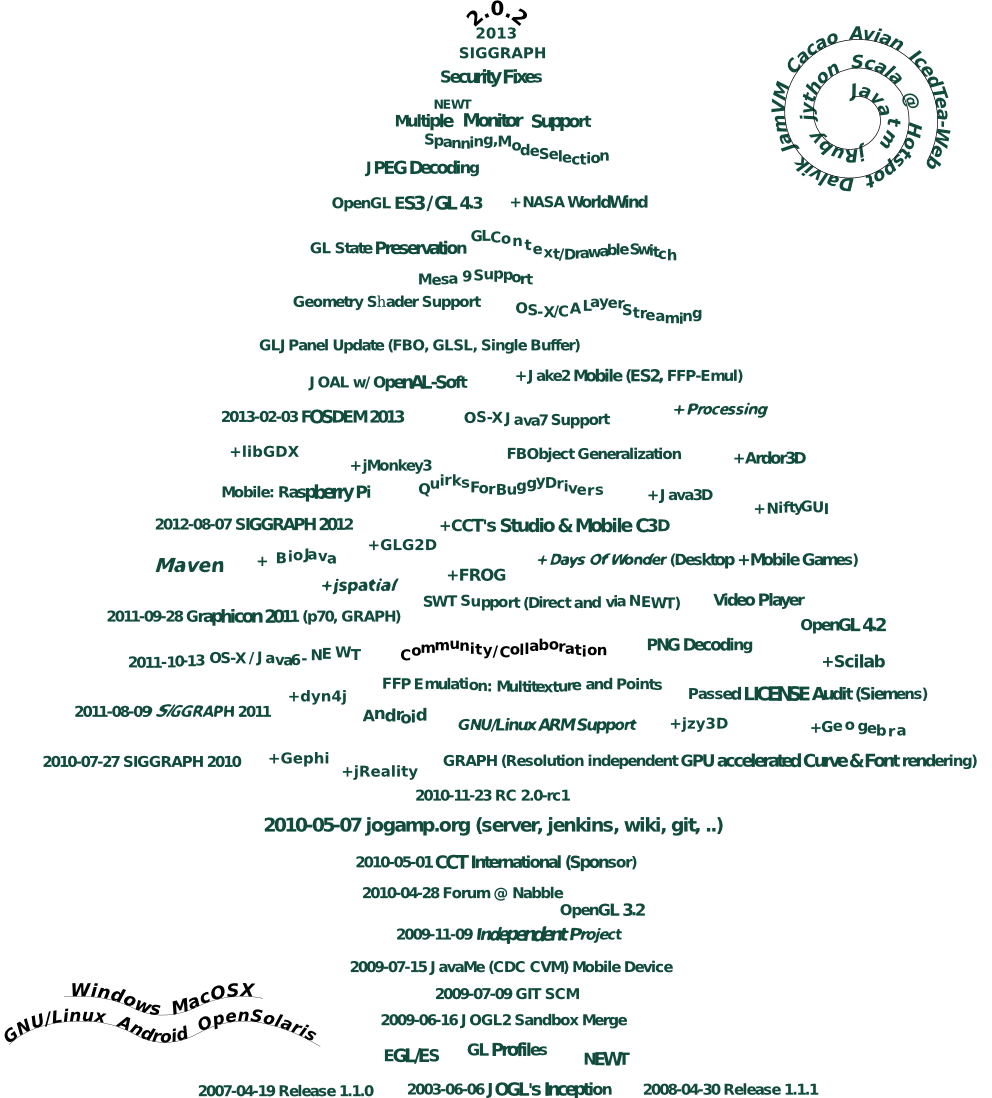 2.0.2
2013
SIGGRAPH
Security Fixes
NEWT
Multiple Monitor Support
Spanning,ModeSelection
JPEG Decoding
OpenGL ES3 / GL 4.3 + NASA WorldWind
GL State Preservation GLContext/DrawableSwitch
Mesa 9 Support
Geometry Shader Support OS-X/CALayerStreaming
GLJPanel Update (FBO, GLSL, Single Buffer)
JOAL w/ OpenAL-Soft + Jake2 Mobile (ES2, FFP-Emul)
2013-02-03 FOSDEM 2013 OS-X Java7 Support + Processing
+libGDX +jMonkey3 FBObject Generalization +Ardor3D
Mobile: Raspberry Pi QuirksForBuggyDrivers + Java3D + NiftyGUI
2012-08-07 SIGGRAPH 2012 +CCT's Studio & Mobile C3D
Maven + BioJava +GLG2D + Days Of Wonder (Desktop + Mobile Games)
+jspatial +FROG
2011-09-28 Graphicon 2011 (p70, GRAPH) SWT Support (Direct and via NEWT) Video Player
OpenGL 4.2
2011-10-13 OS-X / Java6 - NEWT Community/Collaboration PNG Decoding
+Scilab
+dyn4j FFP Emulation: Multitexture and Points Passed LICENSE Audit (Siemens)
2011-08-09 SIGGRAPH 2011 Android GNU/Linux ARM Support +jzy3D +Geogebra
2010-07-27 SIGGRAPH 2010 +Gephi +jReality GRAPH (Resolution independent GPU accelerated Curve & Font rendering)
2010-11-23 RC 2.0-rc1
2010-05-07 jogamp.org (server, jenkins, wiki, git, ..)
2010-05-01 CCT International (Sponsor)
2010-04-28 Forum @ Nabble
OpenGL 3.2
2009-11-09 Independent Project
2009-07-15 JavaMe (CDC CVM) Mobile Device
2009-07-09 GIT SCM
2009-06-16 JOGL2 Sandbox Merge
EGL/ES GL Profiles NEWT
2007-04-19 Release 1.1.0 2003-06-06 JOGL's Inception 2008-04-30 Release 1.1.1
Java tm jRuby jython Scala @ Hotspot Dalvik JamVM Cacao Avian IcedTea-Web
Windows MacOSX
GNU/Linux Android OpenSolaris